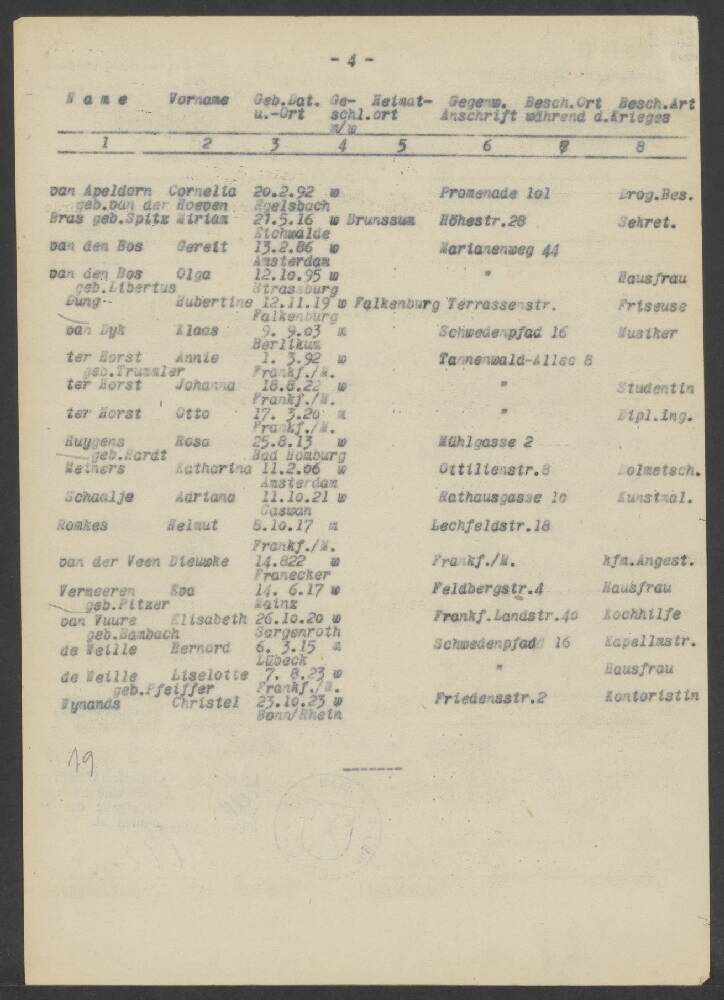 - 4 -
Name Vorname Geb.Dat. Ge- Heimat- Gegenw. Besch.Ort Besch.Art
u.-Ort schl.ort Anschrift während d.Krieges
m/w
1 2 3 4 5 6 7 8
van Apeldorn Cornelia 20.2.92 w Promenade 101 Drog.Bes.
geb.van der Hoeven Egelsbach
Bras geb.Spitz Miriam 27.5.16 w Brunssum Höhestr.28 Sekret.
Eichwalde
van den Bos Gereit 13.2.86 w Marianenweg 44
Amsterdam
van den Bos Olga 12.10.95 w " Hausfrau
geb.Libertus Strassburg
Dung Hubertine 12.11.19 w Falkenburg Terrassenstr. Friseuse
Falkenburg
van Dyk Klaas 9. 9.03 m Schwedenpfad 16 Musiker
Berlikum
ter Horst Annie 1. 3.92 w Tannenwald-Allee 8
geb.Trummler Frankf./M.
ter Horst Johanna 18.8.22 w " Studentin
Frankf./M.
ter Horst Otto 17. 3.20 m " Dipl.Ing.
Frankf./M.
Huygens Rosa 25.8.13 w Mühlgasse 2
geb.Hardt Bad Homburg
Meiners Katharina 11.2.06 w Ottilienstr.8 Dolmetsch.
Amsterdam
Schaalje Adriana 11.10.21 w Rathausgasse 10 Kunstmal.
Gaswan
Romkes Helmut 8.10.17 m Lechfeldstr.18
Frankf./M.
van der Veen Dieuwke 14.822 w Frankf./M. kfm.Angest.
Franecker
Vermeeren Eva 14. 6.17 w Feldbergstr.4 Hausfrau
geb.Pitzer Mainz
van Vuure Elisabeth 26.10.20 w Frankf.Landstr.40 Kochhilfe
geb.Bambach Sargenroth
de Weille Bernard 6. 3.15 m Schwedenpfad 16 Kapellmstr.
Lübeck
de Weille Liselotte 7. 8.23 w " Hausfrau
geb.Pfeiffer Frankf./M.
Wynands Christel 23.10.23 w Friedensstr.2 Kontoristin
Bonn/Rhein
19